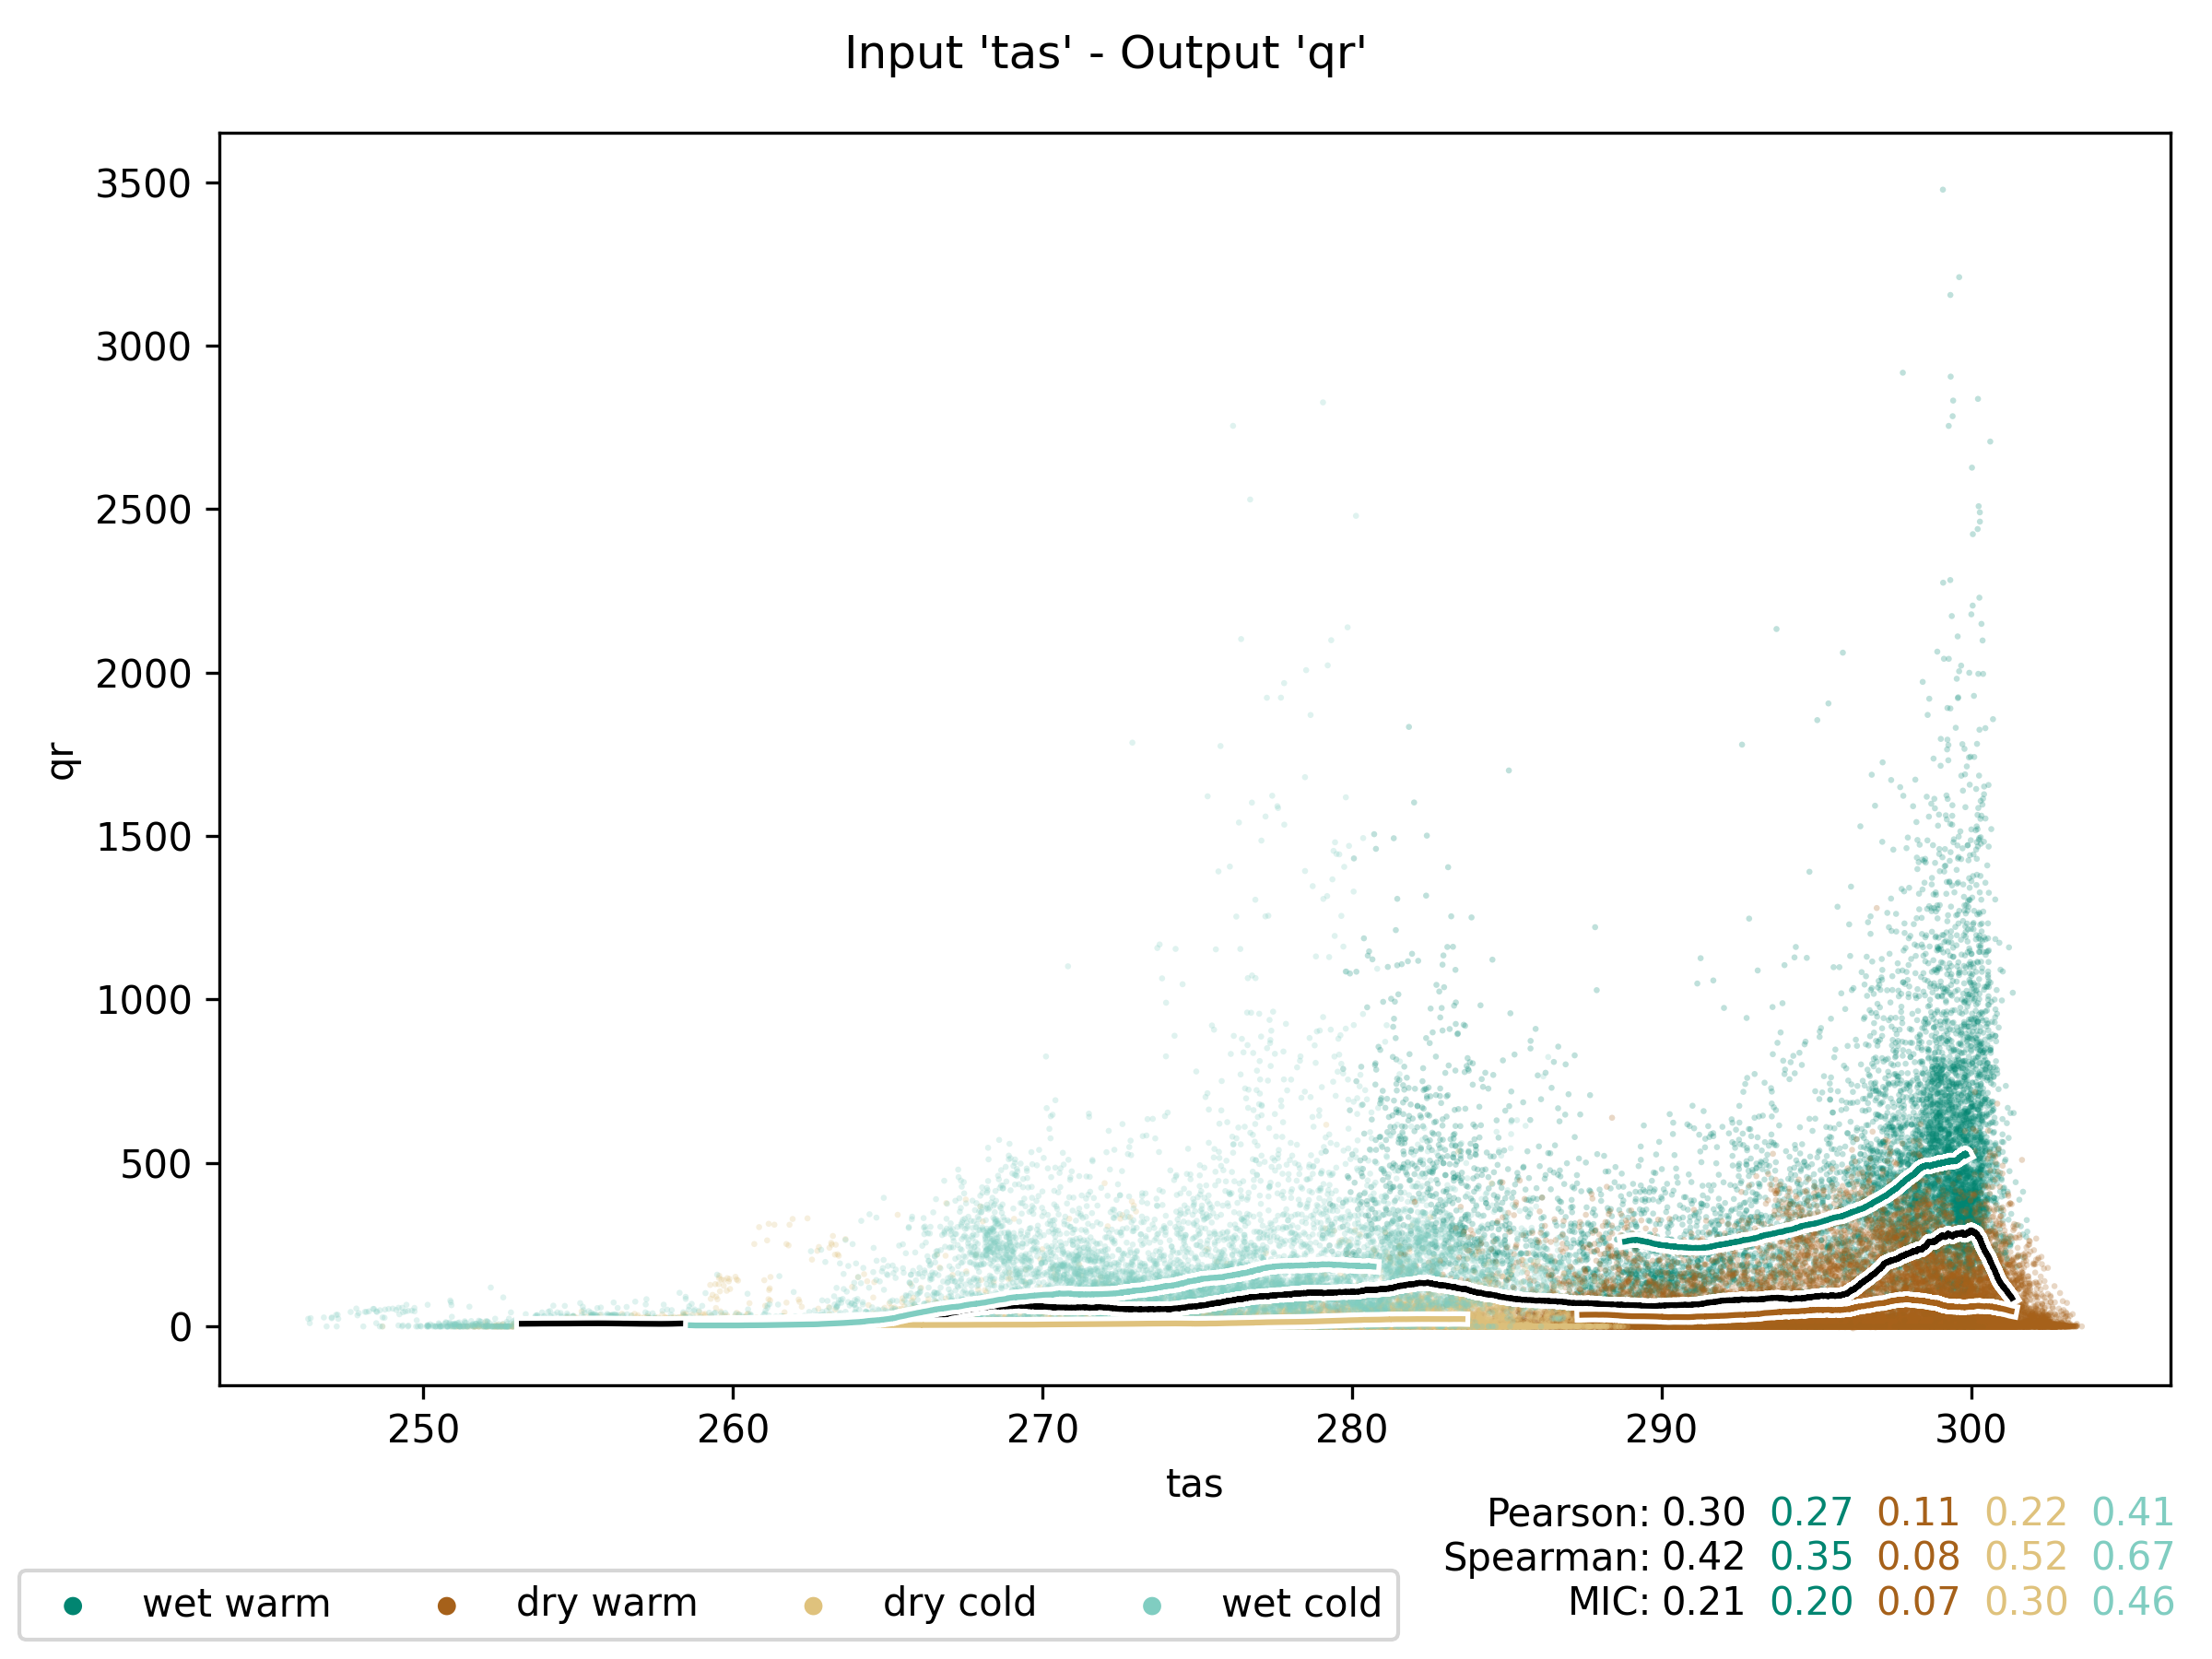 Input 'tas' - Output 'qr'
3500
3000
2500
2000
1500
1000
500
0
qr
250 260 270 280 290 300
tas
Pearson: 0.30 0.27 0.11 0.22 0.41
Spearman: 0.42 0.35 0.08 0.52 0.67
MIC: 0.21 0.20 0.07 0.30 0.46
wet warm dry warm dry cold wet cold